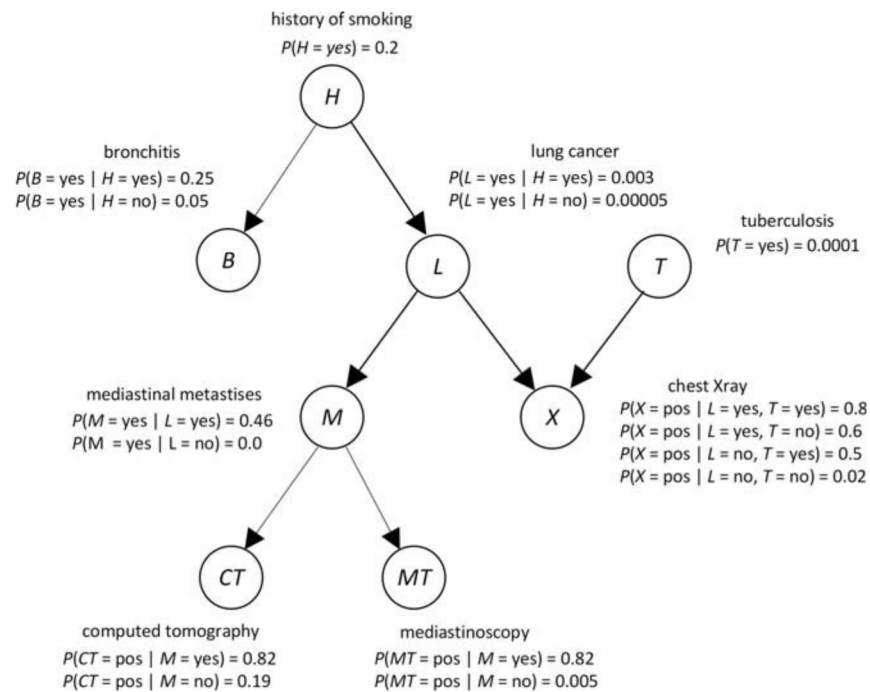 history of smoking
P(H = yes) = 0.2
H
bronchitis
P(B = yes | H = yes) = 0.25
P(B = yes | H = no) = 0.05
lung cancer
P(L = yes | H = yes) = 0.003
P(L = yes | H = no) = 0.00005
tuberculosis
P(T = yes) = 0.0001
B
L
T
mediastinal metastises
P(M = yes | L = yes) = 0.46
P(M = yes | L = no) = 0.0
M
X
chest Xray
P(X = pos | L = yes, T = yes) = 0.8
P(X = pos | L = yes, T = no) = 0.6
P(X = pos | L = no, T = yes) = 0.5
P(X = pos | L = no, T = no) = 0.02
CT
MT
computed tomography
P(CT = pos | M = yes) = 0.82
P(CT = pos | M = no) = 0.19
mediastinoscopy
P(MT = pos | M = yes) = 0.82
P(MT = pos | M = no) = 0.005